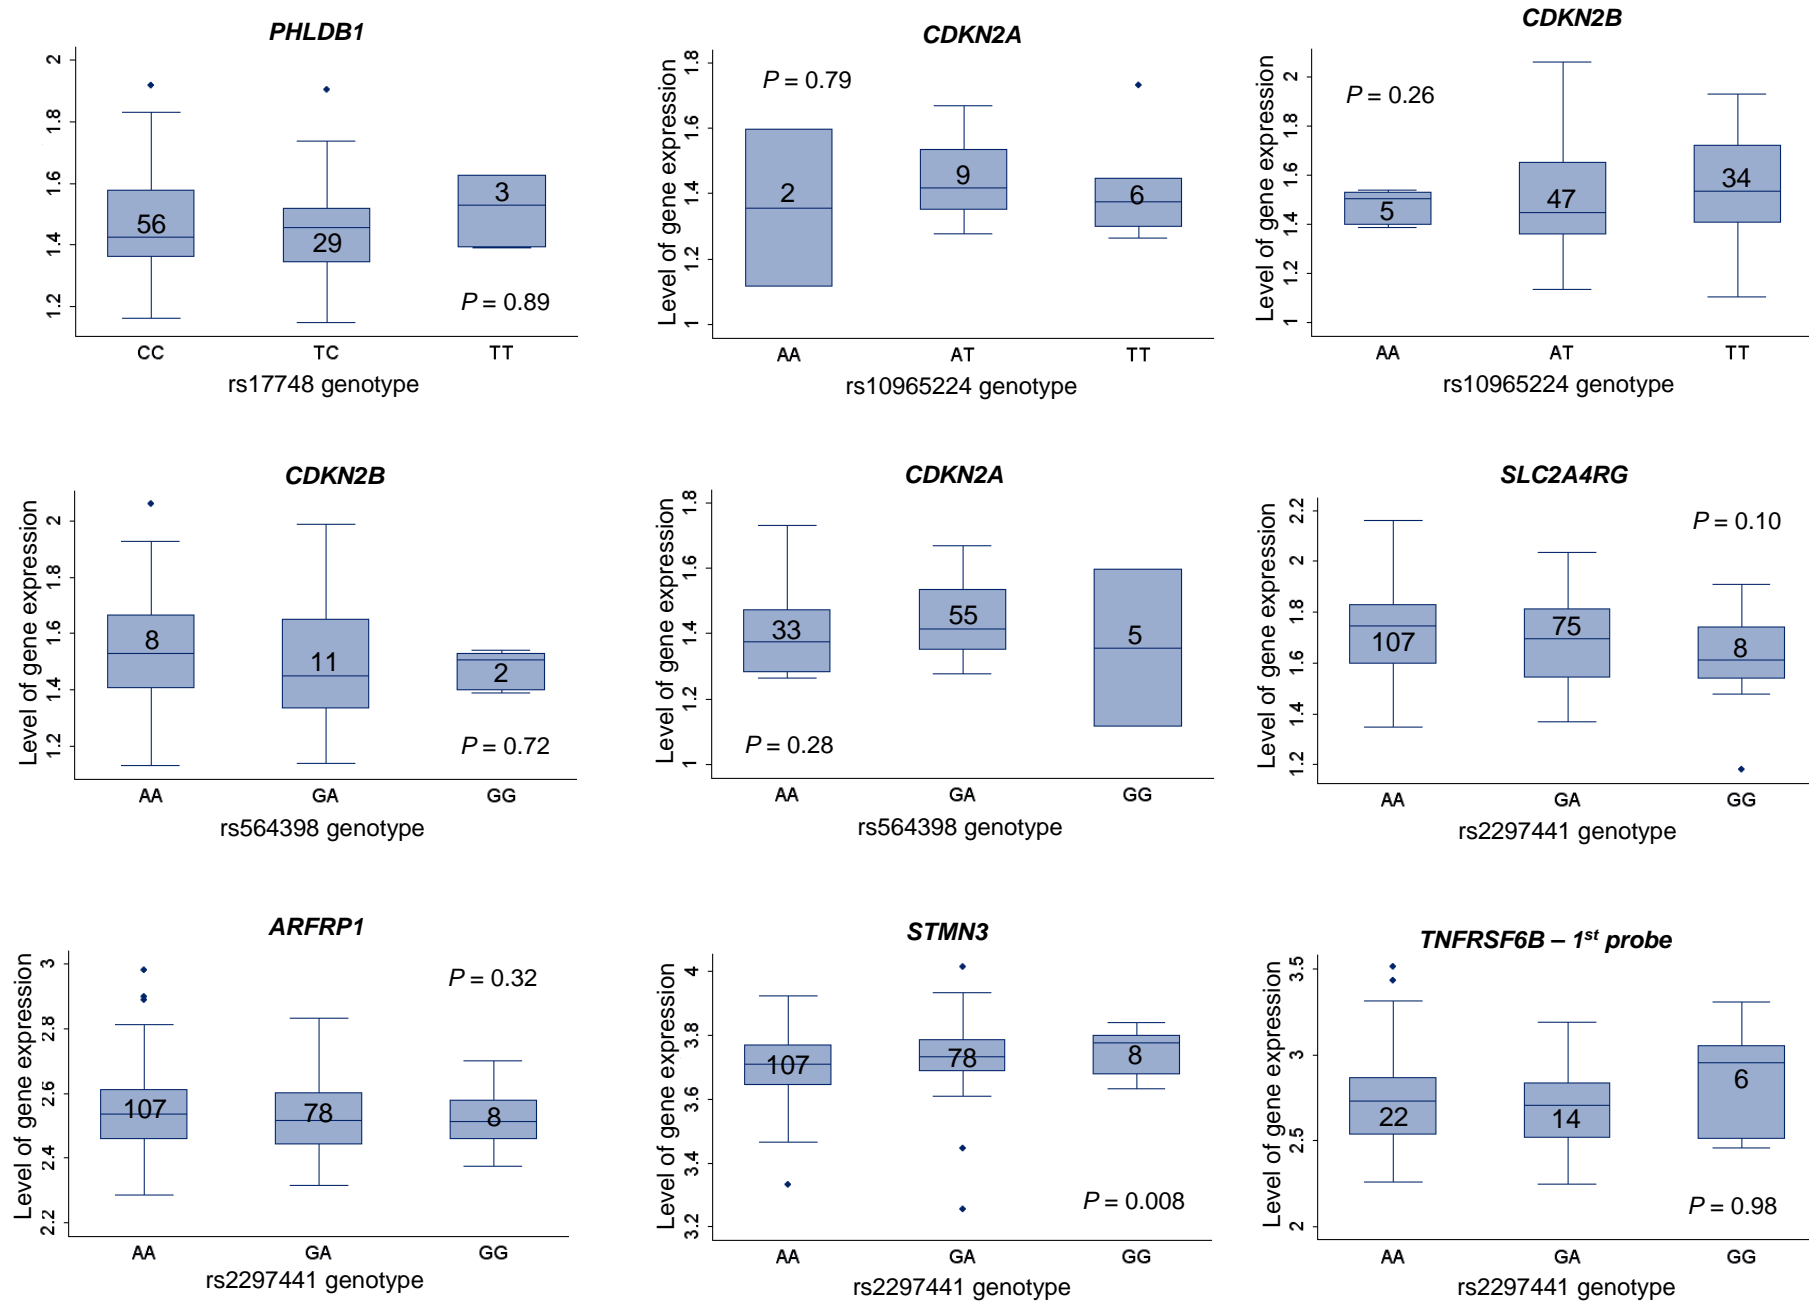 PHLDB1
2
1.8
1.6
1.4
1.2
56
29
3
P = 0.89
CC TC TT
rs17748 genotype
CDKN2A
Level of gene expression
1.8
1.6
1.4
1.2
1
P = 0.79
2
9
6
AA AT TT
rs10965224 genotype
CDKN2B
Level of gene expression
2
1.8
1.6
1.4
1.2
1
P = 0.26
5
47
34
AA AT TT
rs10965224 genotype
CDKN2B
Level of gene expression
2
1.8
1.6
1.4
1.2
8
11
2
P = 0.72
AA GA GG
rs564398 genotype
CDKN2A
Level of gene expression
1.8
1.6
1.4
1.2
1
33
55
5
P = 0.28
AA GA GG
rs564398 genotype
SLC2A4RG
Level of gene expression
2.2
2
1.8
1.6
1.4
1.2
P = 0.10
107
75
8
AA GA GG
rs2297441 genotype
ARFRP1
Level of gene expression
3
2.8
2.6
2.4
2.2
P = 0.32
107
78
8
AA GA GG
rs2297441 genotype
STMN3
Level of gene expression
4
3.8
3.6
3.4
3.2
107
78
8
P = 0.008
AA GA GG
rs2297441 genotype
TNFRSF6B – 1st probe
Level of gene expression
3.5
3
2.5
2
22
14
6
P = 0.98
AA GA GG
rs2297441 genotype